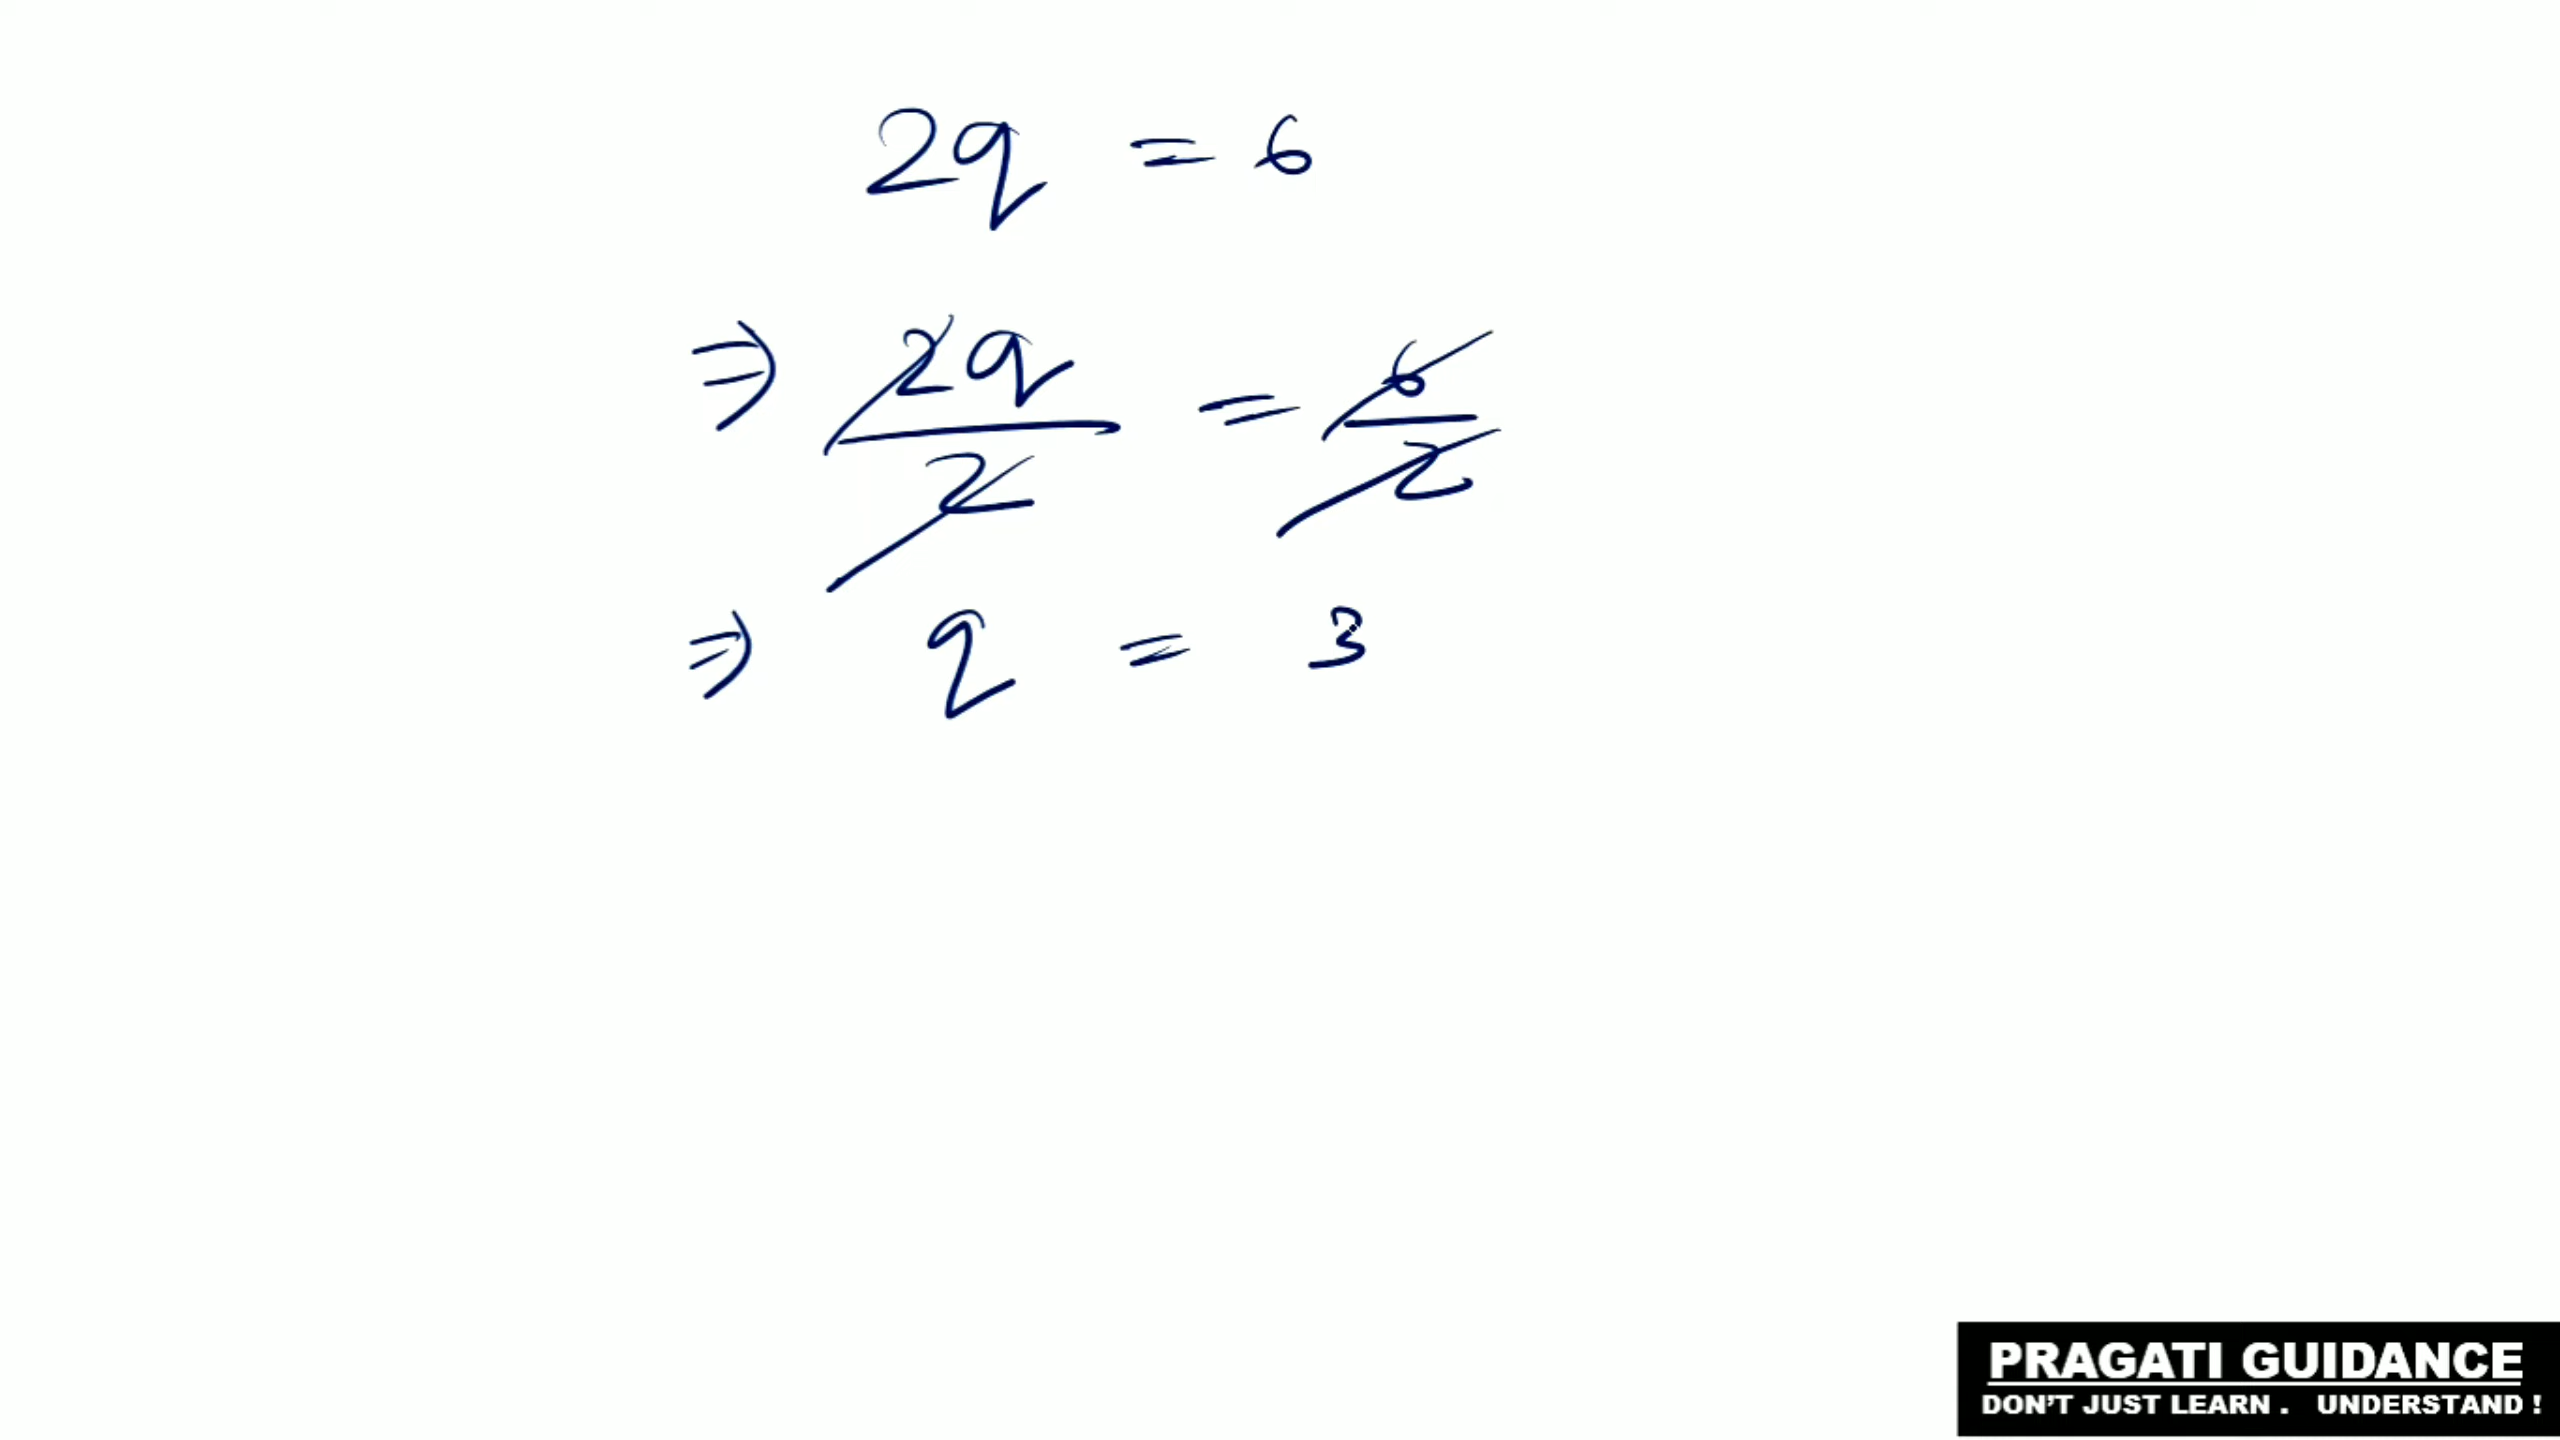 2q = 6
⇒ 2q/2 = 6/2
⇒ q = 3
PRAGATI GUIDANCE
DON'T JUST LEARN . UNDERSTAND !